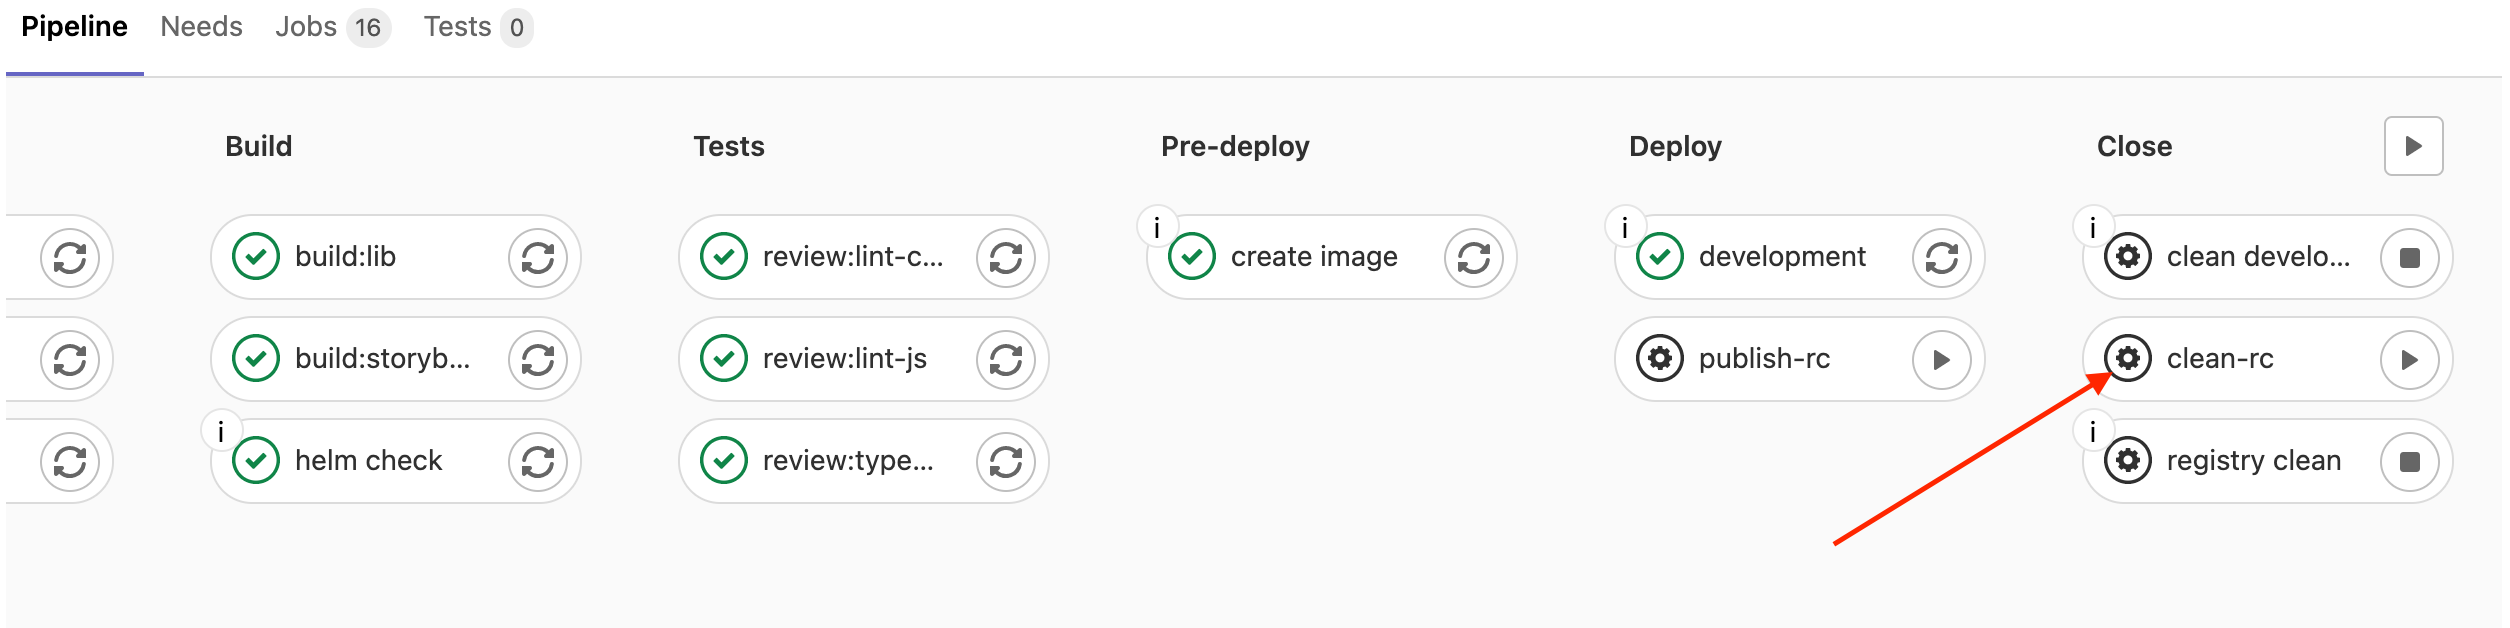 Pipeline Needs Jobs 16 Tests 0
Build Tests Pre-deploy Deploy Close
build:lib review:lint-c... i create image i development i clean develo...
build:storyb... review:lint-js publish-rc clean-rc
i helm check review:type... i registry clean